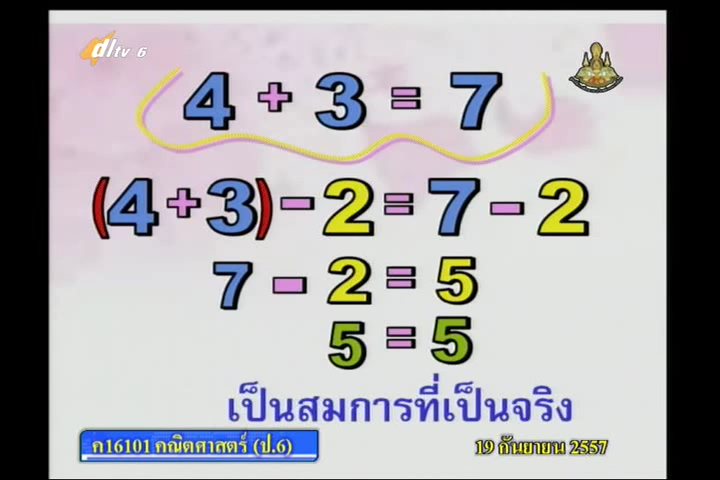 dltv 6
4 + 3 = 7
(4+3) - 2 = 7 - 2
7 - 2 = 5
5 = 5
เป็นสมการที่เป็นจริง
ค16101 คณิตศาสตร์ (ป.6)
19 กันยายน 2557